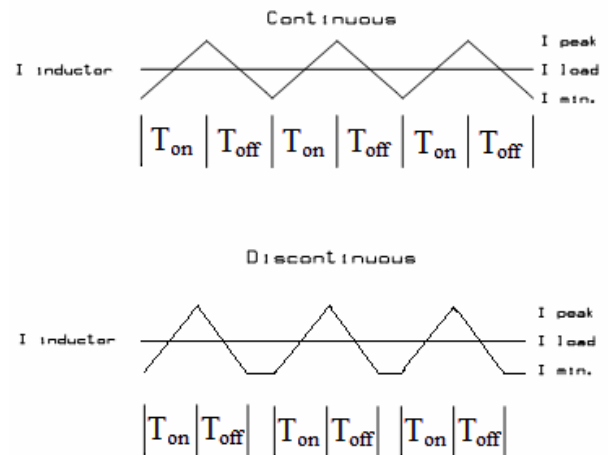 Continuous
I peak
I inductor
I load
I min.
Ton Toff Ton Toff Ton Toff
Discontinuous
I peak
I inductor
I load
I min.
Ton Toff Ton Toff Ton Toff